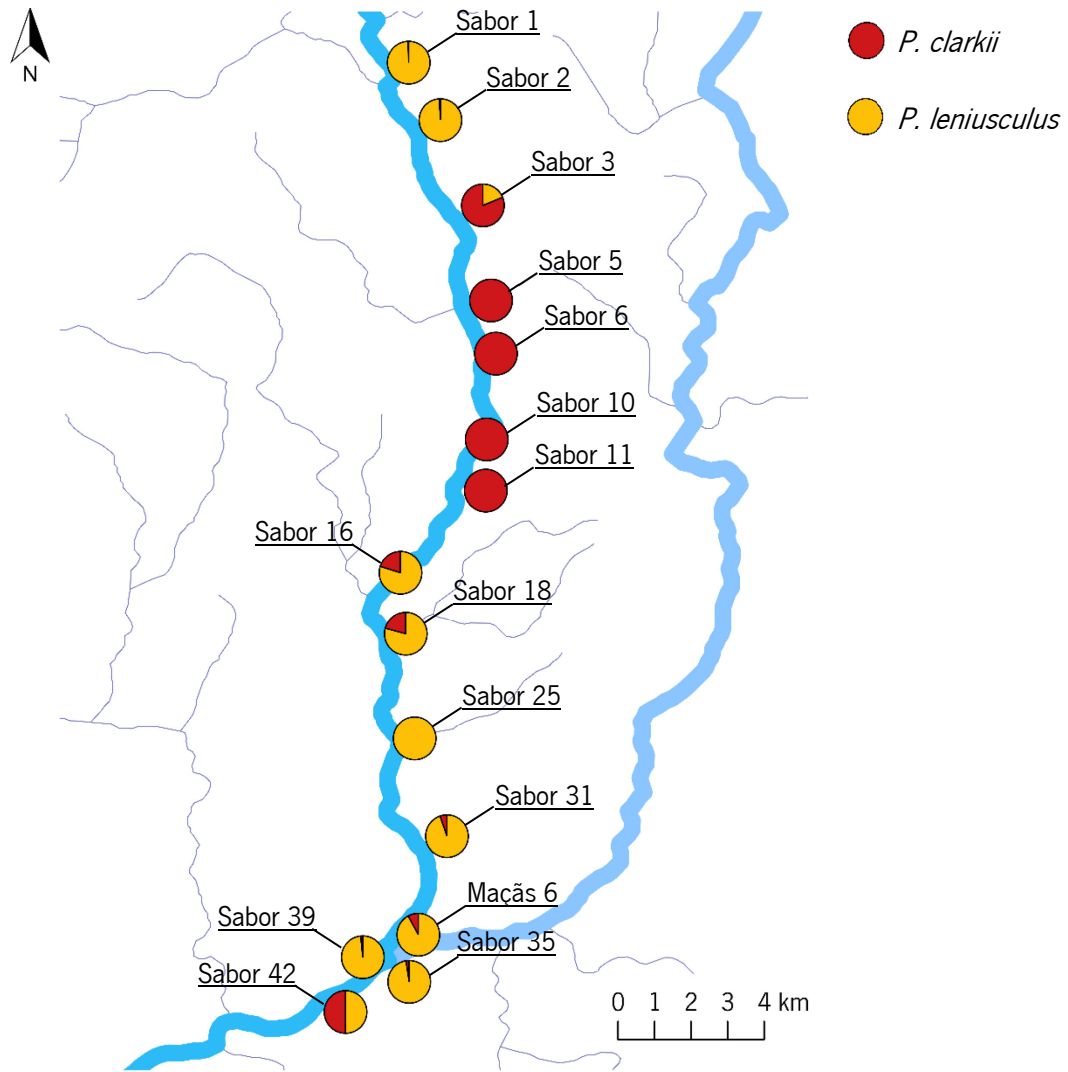 Sabor 1
P. clarkii
N
Sabor 2
P. leniusculus
Sabor 3
Sabor 5
Sabor 6
Sabor 10
Sabor 11
Sabor 16
Sabor 18
Sabor 25
Sabor 31
Maçãs 6
Sabor 39
Sabor 35
Sabor 42
0 1 2 3 4 km